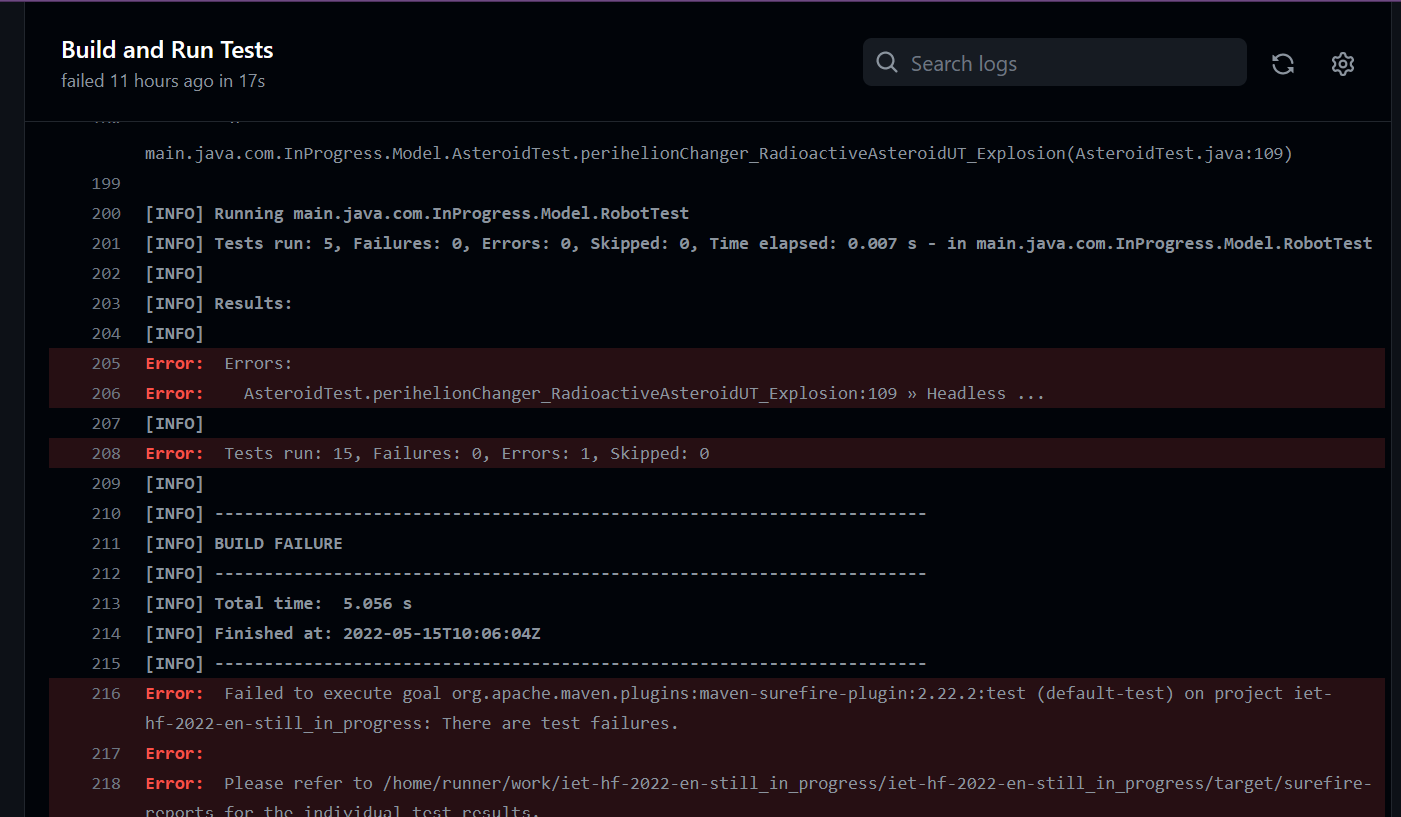 Build and Run Tests
failed 11 hours ago in 17s
Search logs
main.java.com.InProgress.Model.AsteroidTest.perihelionChanger_RadioactiveAsteroidUT_Explosion(AsteroidTest.java:109)
199
200 [INFO] Running main.java.com.InProgress.Model.RobotTest
201 [INFO] Tests run: 5, Failures: 0, Errors: 0, Skipped: 0, Time elapsed: 0.007 s - in main.java.com.InProgress.Model.RobotTest
202 [INFO]
203 [INFO] Results:
204 [INFO]
205 Error:  Errors:
206 Error:    AsteroidTest.perihelionChanger_RadioactiveAsteroidUT_Explosion:109 » Headless ...
207 [INFO]
208 Error:  Tests run: 15, Failures: 0, Errors: 1, Skipped: 0
209 [INFO]
210 [INFO] ------------------------------------------------------------------------
211 [INFO] BUILD FAILURE
212 [INFO] ------------------------------------------------------------------------
213 [INFO] Total time:  5.056 s
214 [INFO] Finished at: 2022-05-15T10:06:04Z
215 [INFO] ------------------------------------------------------------------------
216 Error:  Failed to execute goal org.apache.maven.plugins:maven-surefire-plugin:2.22.2:test (default-test) on project iet-
hf-2022-en-still_in_progress: There are test failures.
217 Error:
218 Error:  Please refer to /home/runner/work/iet-hf-2022-en-still_in_progress/iet-hf-2022-en-still_in_progress/target/surefire-
reports for the individual test results.